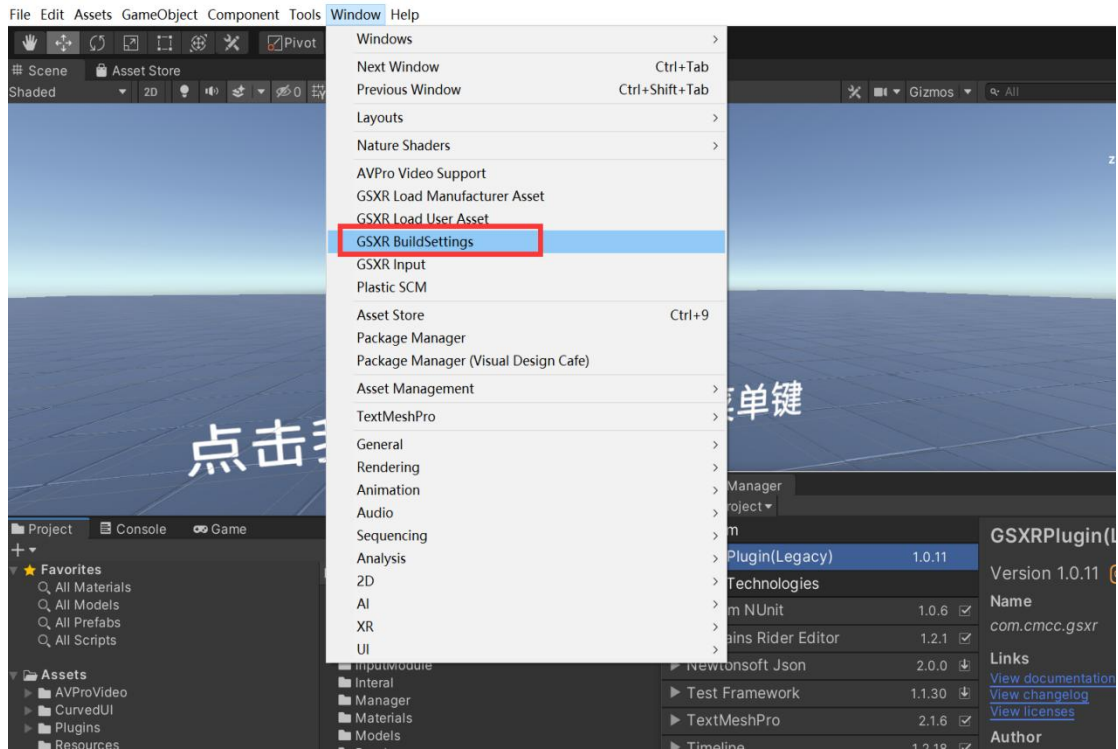 File Edit Assets GameObject Component Tools Window Help
Pivot
Scene
Asset Store
Shaded
2D
0
Gizmos
All
Windows
Next Window Ctrl+Tab
Previous Window Ctrl+Shift+Tab
Layouts
Nature Shaders
AVPro Video Support
GSXR Load Manufacturer Asset
GSXR Load User Asset
GSXR BuildSettings
GSXR Input
Plastic SCM
Asset Store Ctrl+9
Package Manager
Package Manager (Visual Design Cafe)
Asset Management
TextMeshPro
General
Rendering
Animation
Audio
Sequencing
Analysis
2D
AI
XR
UI
z
点击
单键
Project
Console
Game
Favorites
All Materials
All Models
All Prefabs
All Scripts
Assets
AVProVideo
CurvedUI
Plugins
Resources
InputModule
Interal
Manager
Materials
Models
Manager
roject
m
Plugin(Legacy) 1.0.11
Technologies
m NUnit 1.0.6
ains Rider Editor 1.2.1
Newtonsoft Json 2.0.0
Test Framework 1.1.30
TextMeshPro 2.1.6
Timeline 1.2.18
GSXRPlugin(L
Version 1.0.11
Name
com.cmcc.gsxr
Links
View documentation
View changelog
View licenses
Author